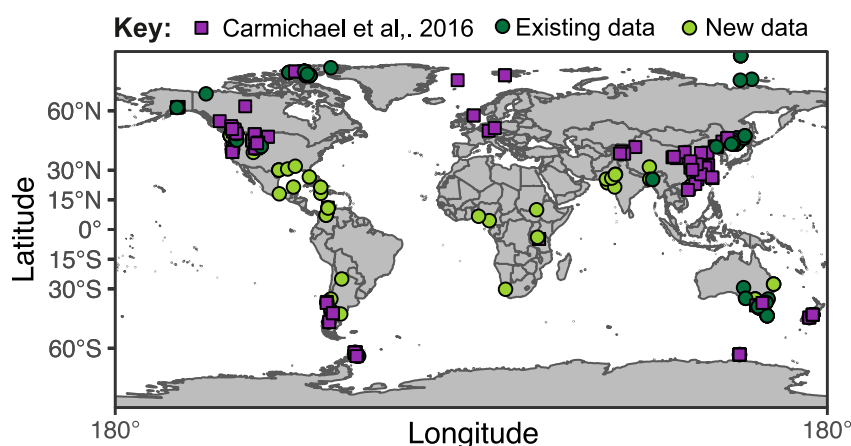 Key: Carmichael et al,. 2016 Existing data New data
60°N
30°N
15°N
0°
15°S
30°S
60°S
Latitude
180° 180°
Longitude